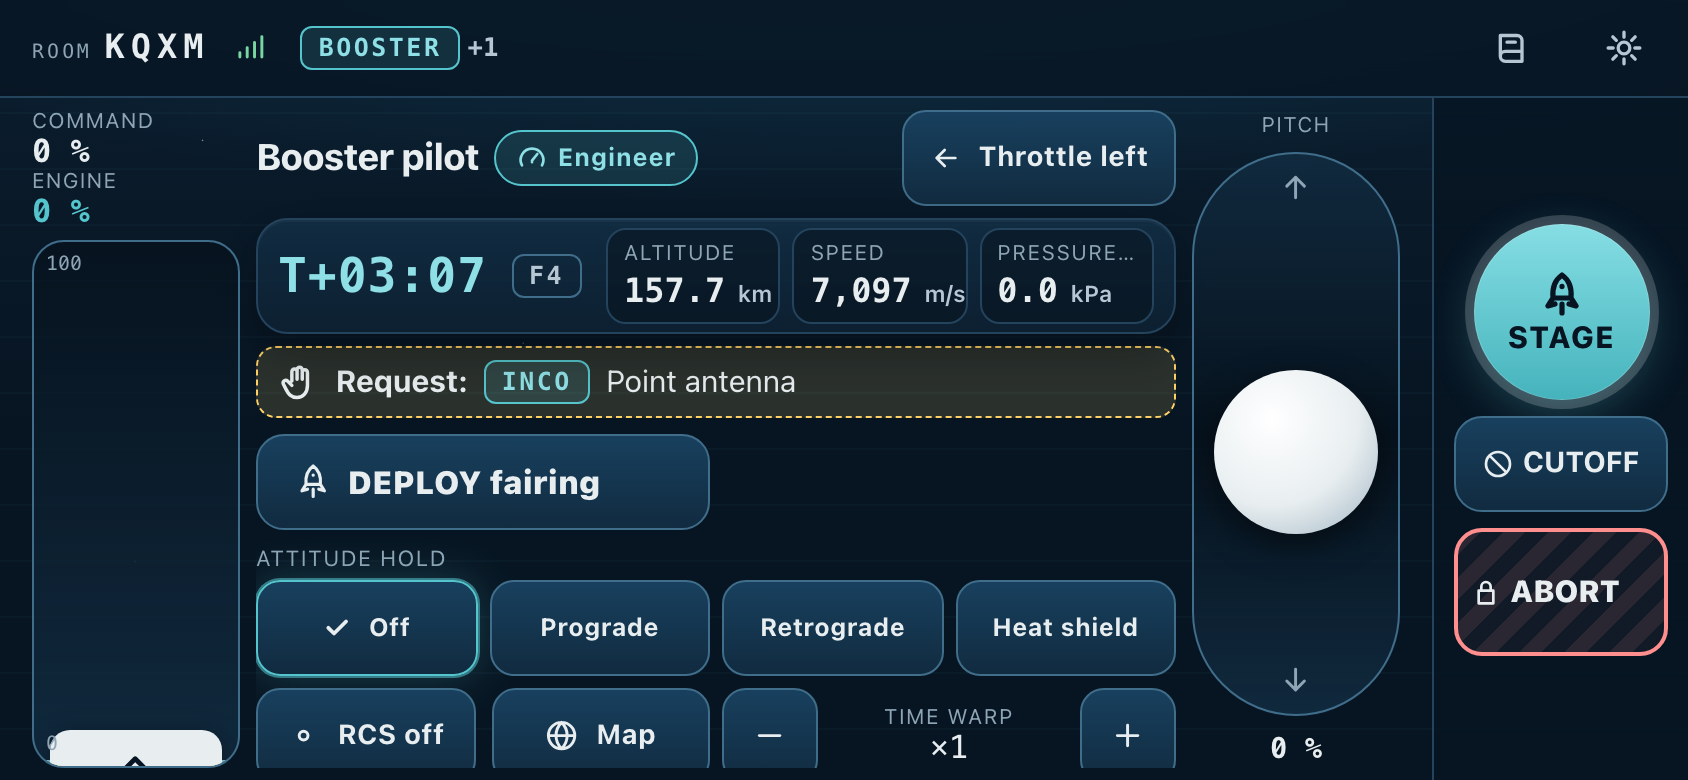 ROOM KQXM BOOSTER +1
COMMAND
0 %
ENGINE
0 %
100
0
Booster pilot Engineer Throttle left
T+03:07 F4
ALTITUDE
157.7 km
SPEED
7,097 m/s
PRESSURE…
0.0 kPa
Request: INCO Point antenna
DEPLOY fairing
ATTITUDE HOLD
Off Prograde Retrograde Heat shield
RCS off Map − TIME WARP +
×1
PITCH
0 %
STAGE
CUTOFF
ABORT